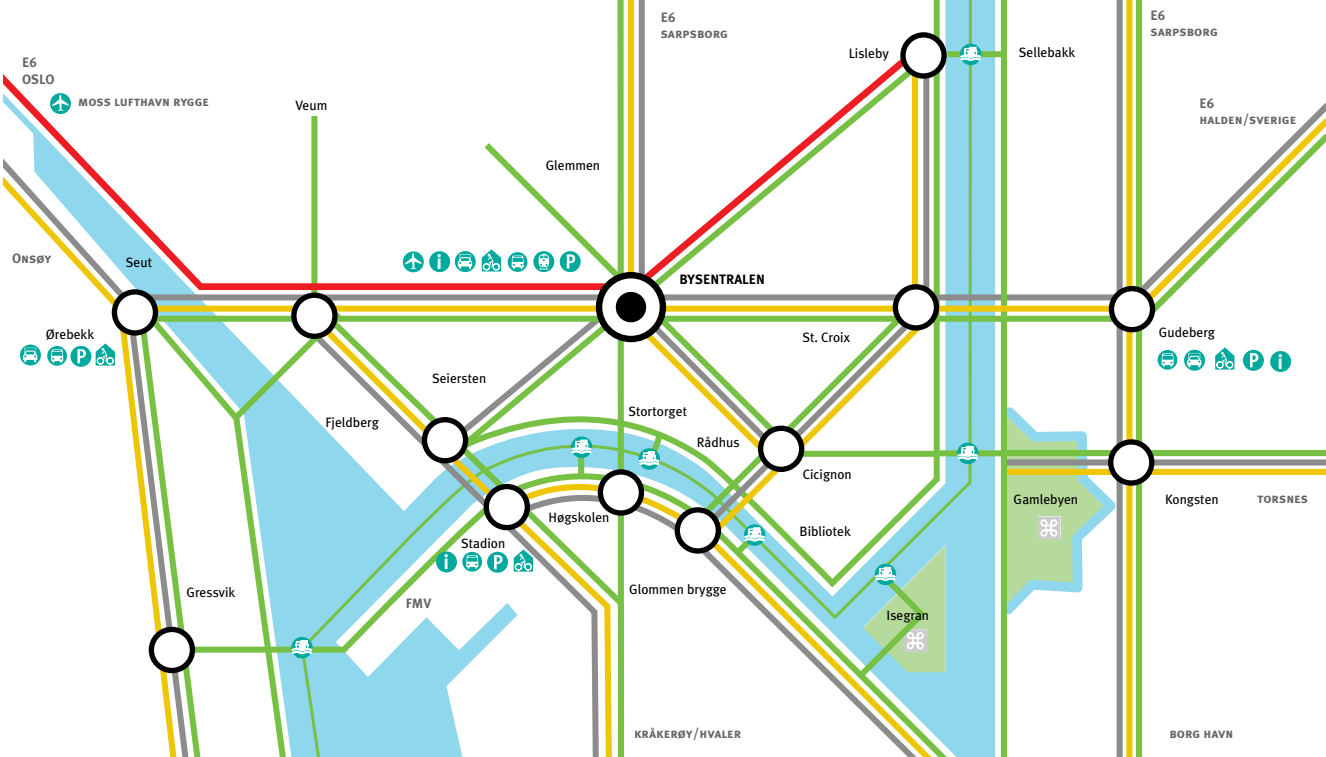 E6
SARPSBORG
E6
SARPSBORG
Lisleby
Sellebakk
E6
OSLO
MOSS LUFTHAVN RYGGE
Veum
E6
HALDEN/SVERIGE
Glemmen
ONSØY
Seut
i
P
BYSENTRALEN
Ørebekk
P
St. Croix
Gudeberg
P
i
Seiersten
Fjeldberg
Stortorget
Rådhus
Cicignon
Gamlebyen
Kongsten
TORSNES
Høgskolen
Bibliotek
Stadion
i
P
Gressvik
FMV
Glommen brygge
Isegran
KRÅKERØY/HVALER
BORG HAVN